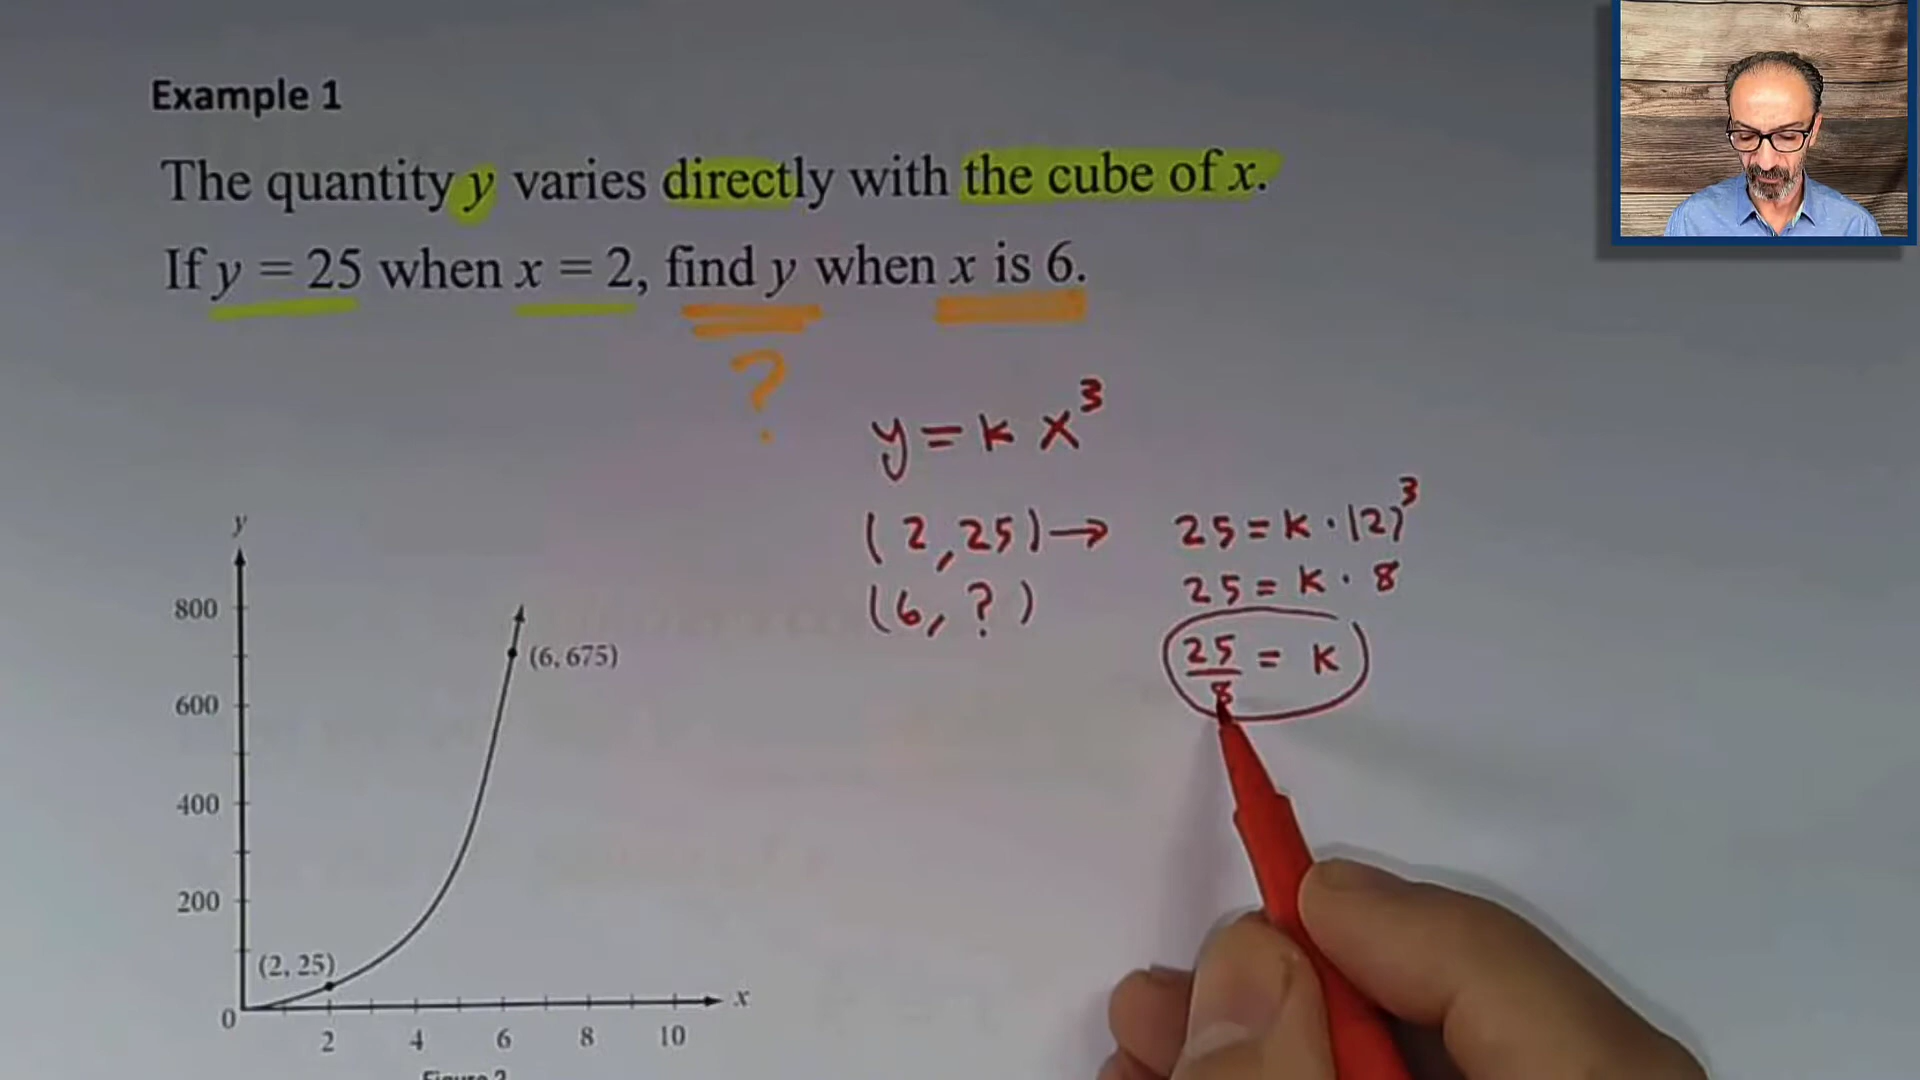 Example 1
The quantity y varies directly with the cube of x.
If y = 25 when x = 2, find y when x is 6.
?
y = k x³
(2, 25) → 25 = k · (2)³
(6, ?) 25 = k · 8
25/8 = k
y
800
600
400
200
0
(6, 675)
(2, 25)
x
2 4 6 8 10
Figure 2